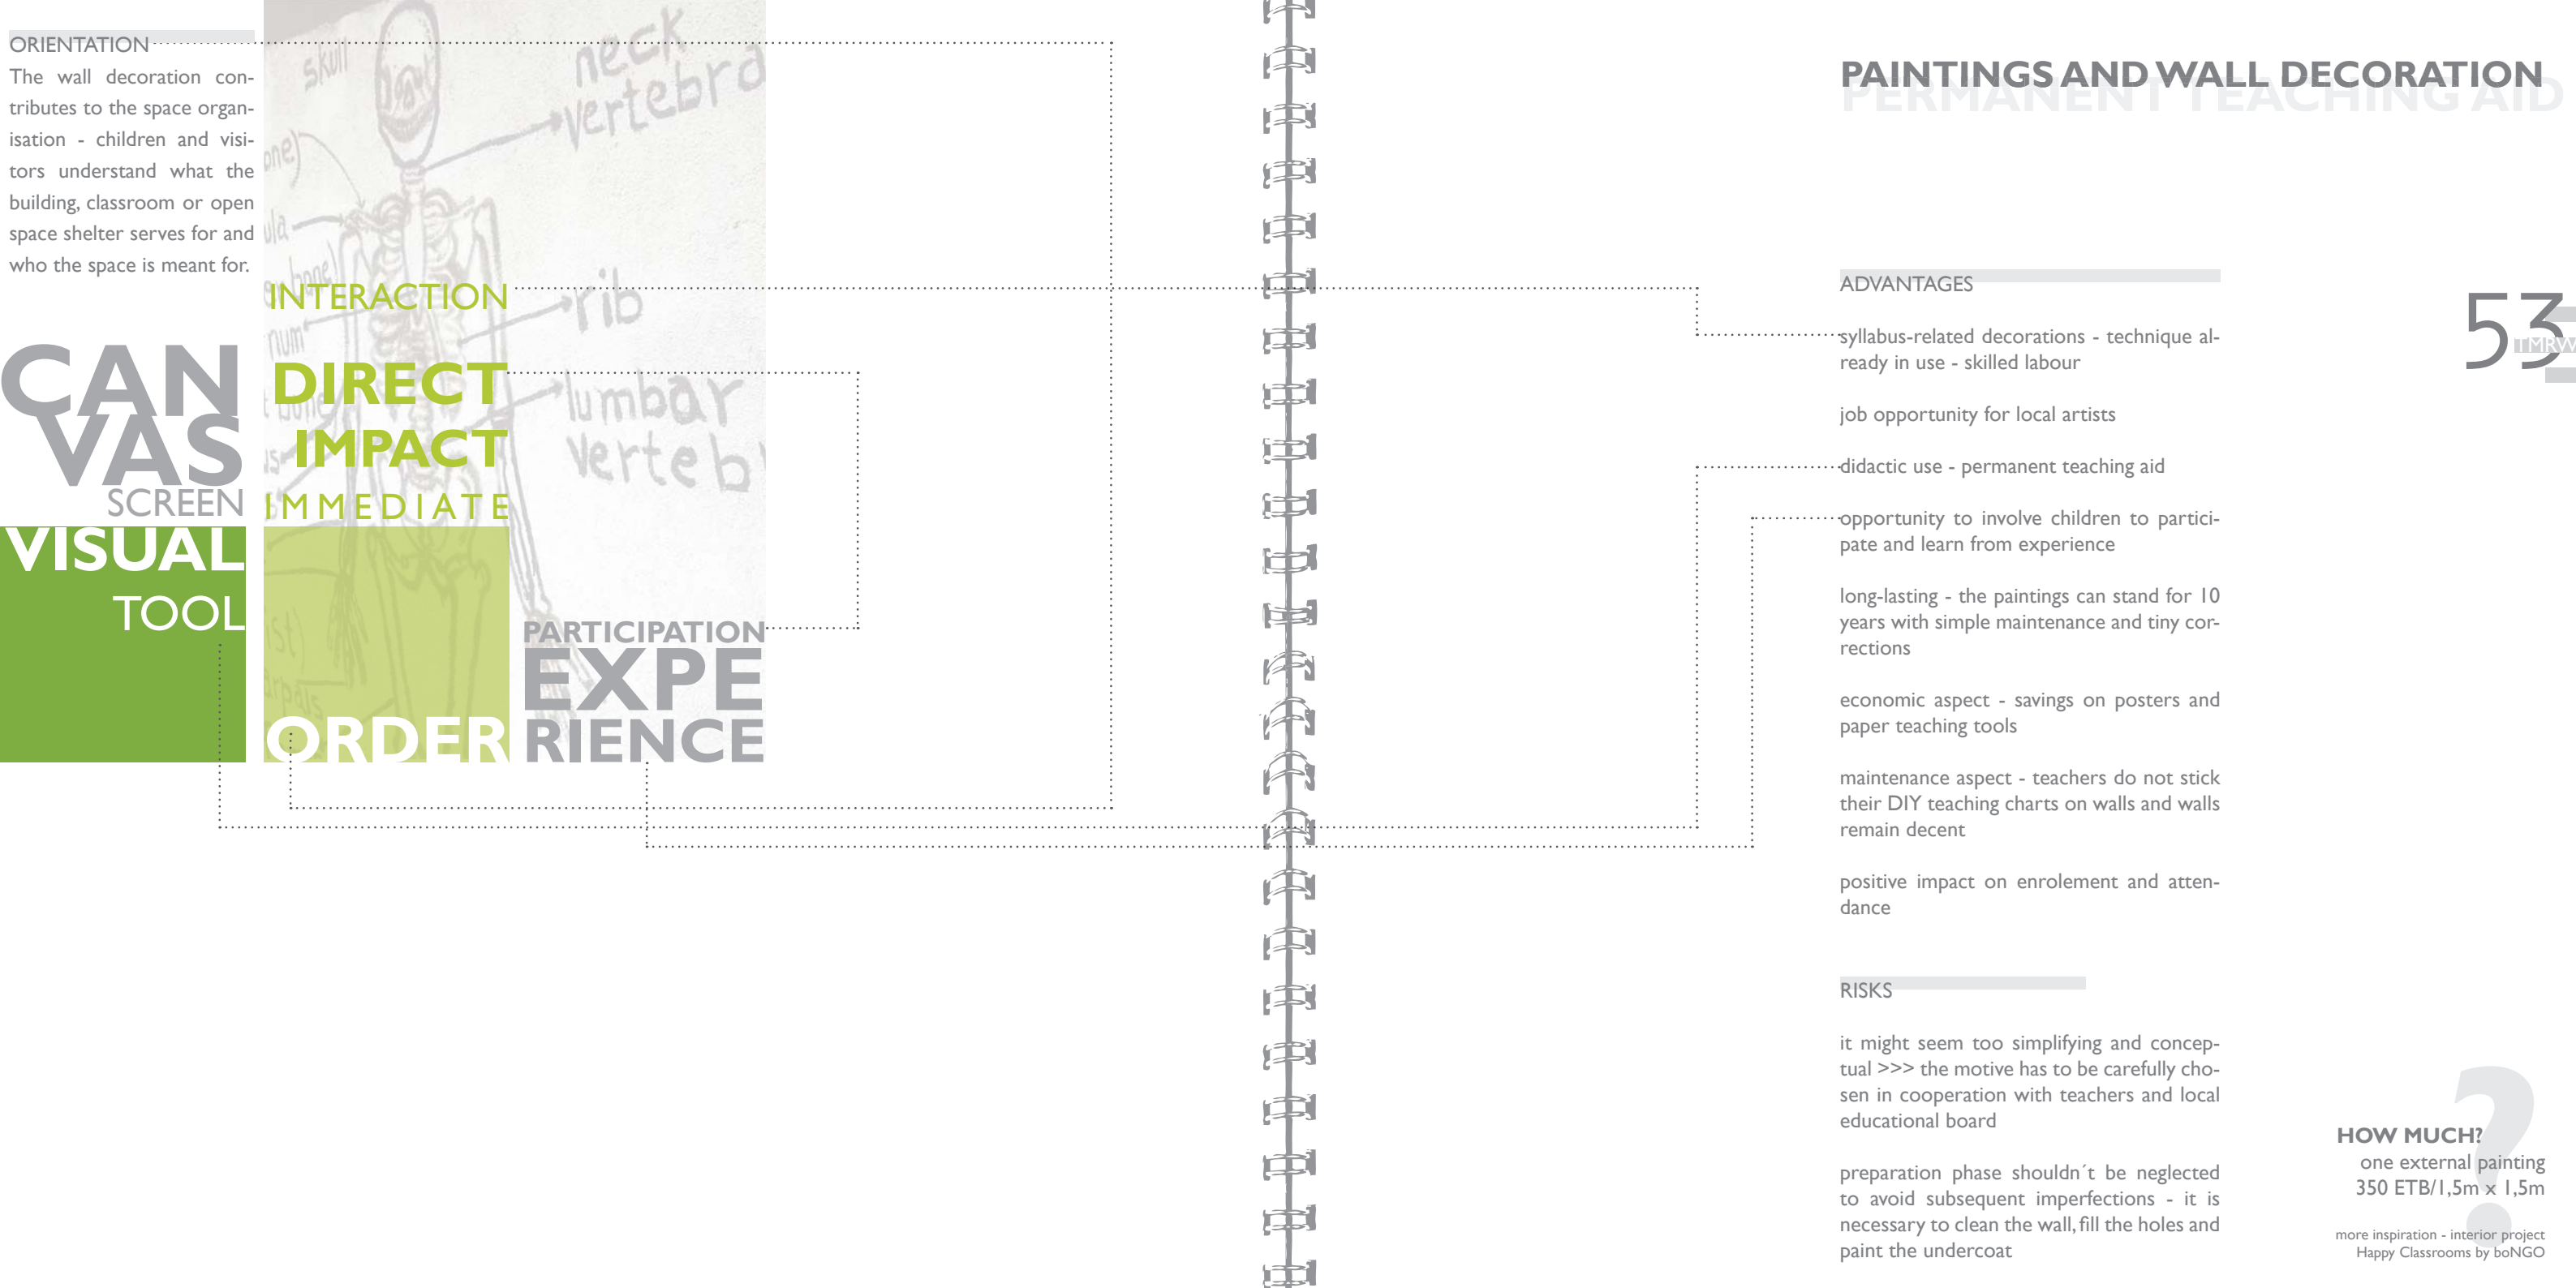 ORIENTATION
The wall decoration con-
tributes to the space organ-
isation - children and visi-
tors understand what the
building, classroom or open
space shelter serves for and
who the space is meant for.
CAN
VAS
SCREEN
VISUAL
TOOL
skull
neck
vertebra
rib
lumbar
verteb
INTERACTION
DIRECT
IMPACT
IMMEDIATE
ORDER
PARTICIPATION
EXPE
RIENCE
PAINTINGS AND WALL DECORATION
PERMANENT TEACHING AID
53
TMRW
ADVANTAGES
syllabus-related decorations - technique al-
ready in use - skilled labour
job opportunity for local artists
didactic use - permanent teaching aid
opportunity to involve children to partici-
pate and learn from experience
long-lasting - the paintings can stand for 10
years with simple maintenance and tiny cor-
rections
economic aspect - savings on posters and
paper teaching tools
maintenance aspect - teachers do not stick
their DIY teaching charts on walls and walls
remain decent
positive impact on enrolement and atten-
dance
RISKS
it might seem too simplifying and concep-
tual >>> the motive has to be carefully cho-
sen in cooperation with teachers and local
educational board
preparation phase shouldn´t be neglected
to avoid subsequent imperfections - it is
necessary to clean the wall, fill the holes and
paint the undercoat
?
HOW MUCH?
one external painting
350 ETB/1,5m x 1,5m
more inspiration - interior project
Happy Classrooms by boNGO